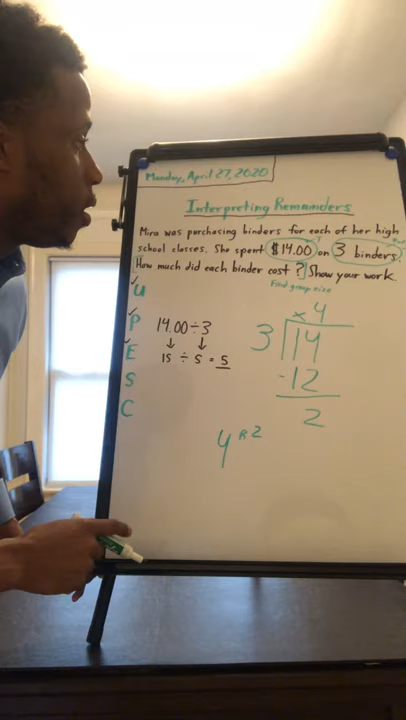 Monday, April 27, 2020
Interpreting Remainders
Mira was purchasing binders for each of her high
school classes. She spent $14.00 on 3 binders.
How much did each binder cost? Show your work.
Find group size
U
P
E
S
C
14.00 ÷ 3
↓ ↓
15 ÷ 5 = 5
x 4
3 14
-12
2
4 R2